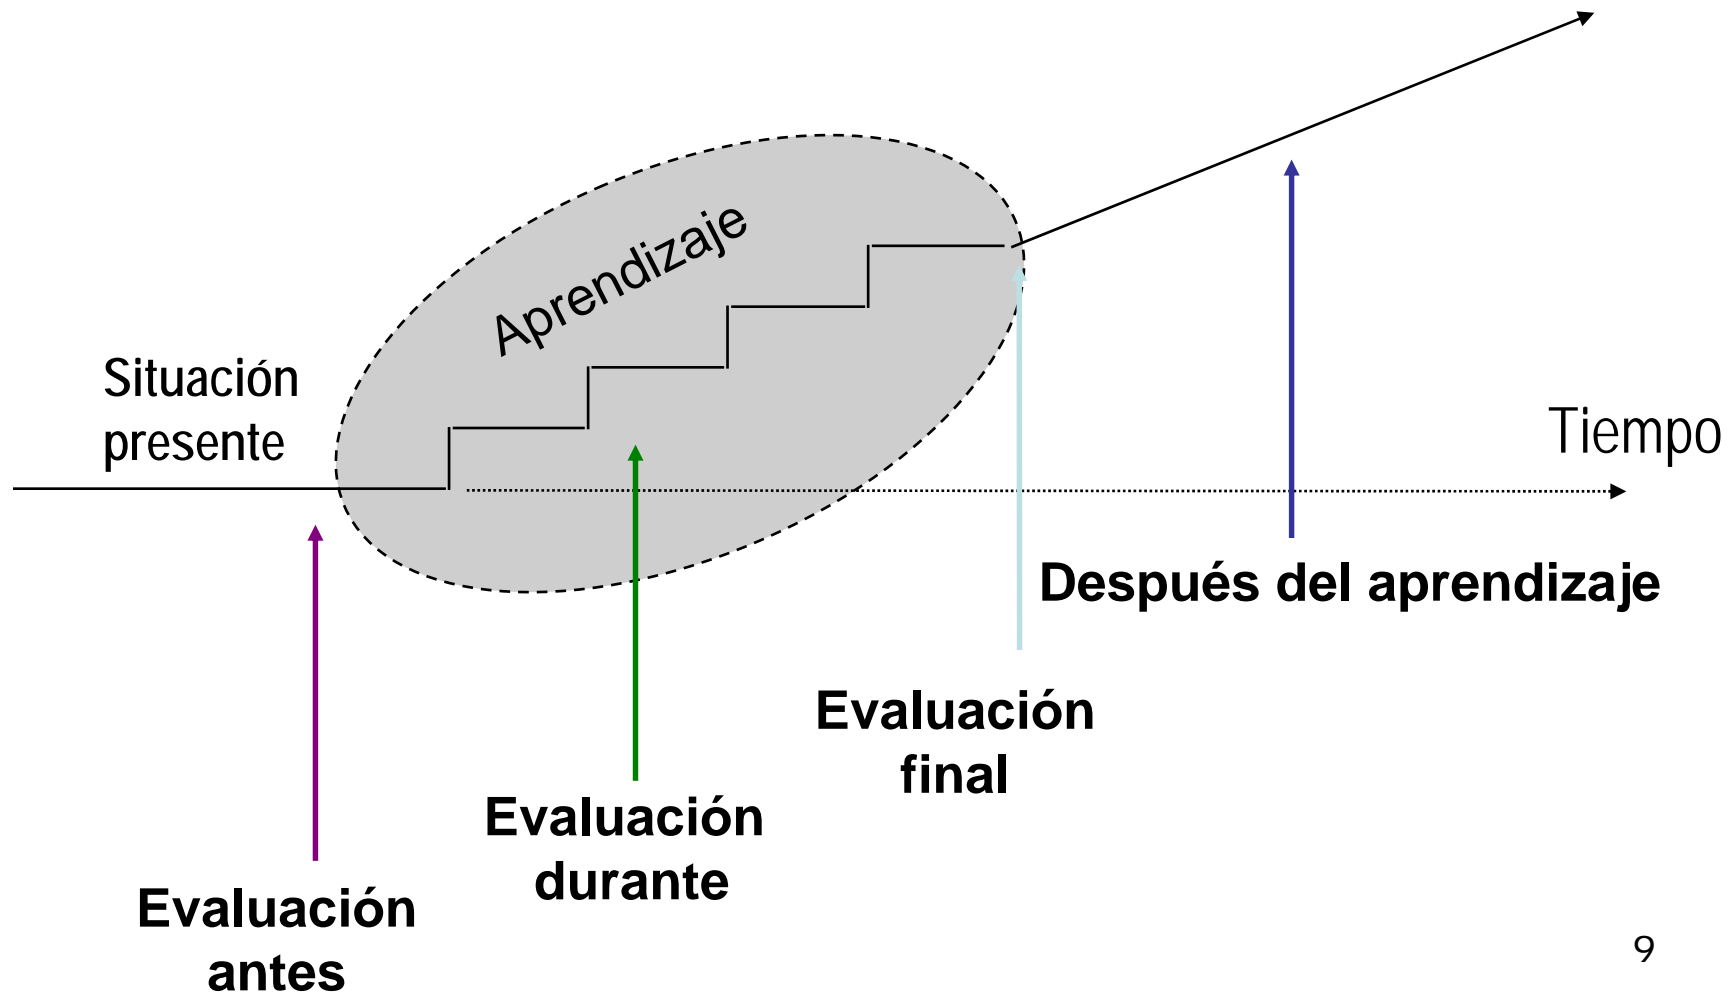 Aprendizaje
Situación
presente
Tiempo
Después del aprendizaje
Evaluación
final
Evaluación
durante
Evaluación
antes
9